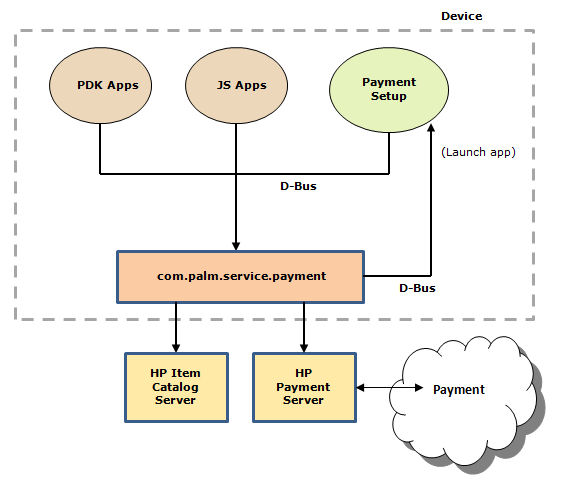 Device
PDK Apps
JS Apps
Payment
Setup
(Launch app)
D-Bus
com.palm.service.payment
D-Bus
HP Item
Catalog
Server
HP
Payment
Server
Payment